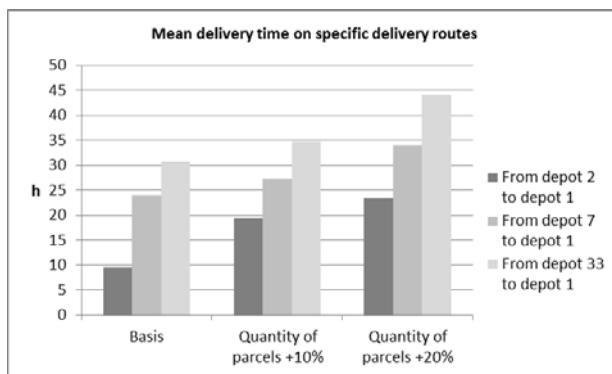 Mean delivery time on specific delivery routes
50
45
40
35
30
25
20
15
10
5
0
h
Basis
Quantity of
parcels +10%
Quantity of
parcels +20%
From depot 2
to depot 1
From depot 7
to depot 1
From depot 33
to depot 1